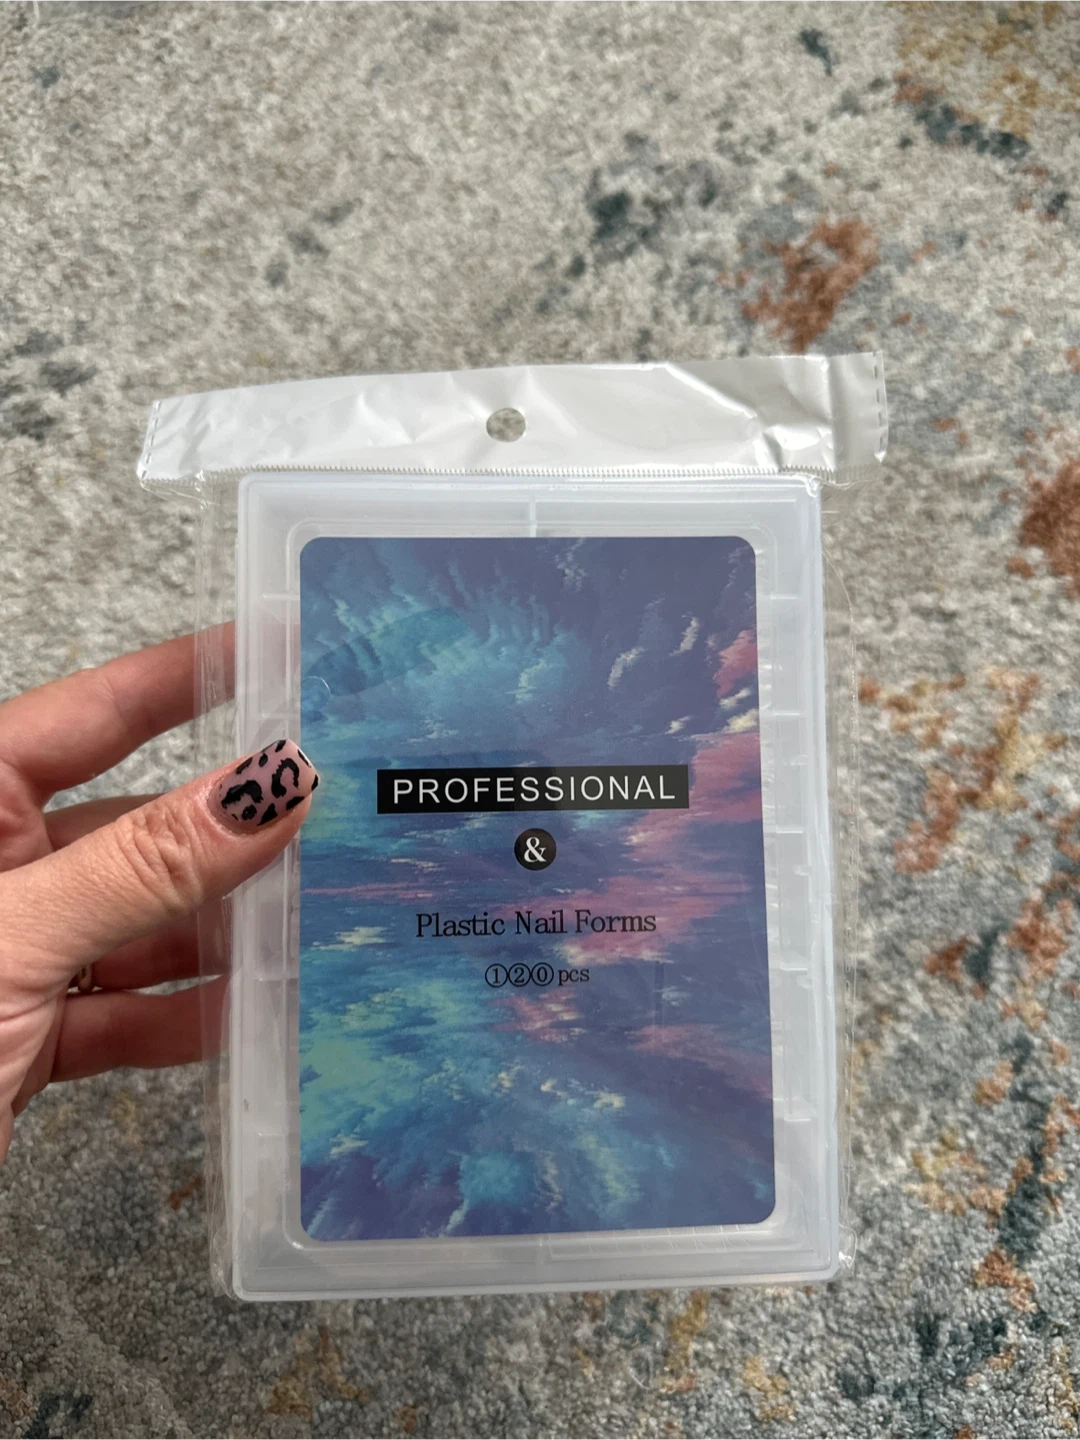 PROFESSIONAL
&
Plastic Nail Forms
①②⓪pcs